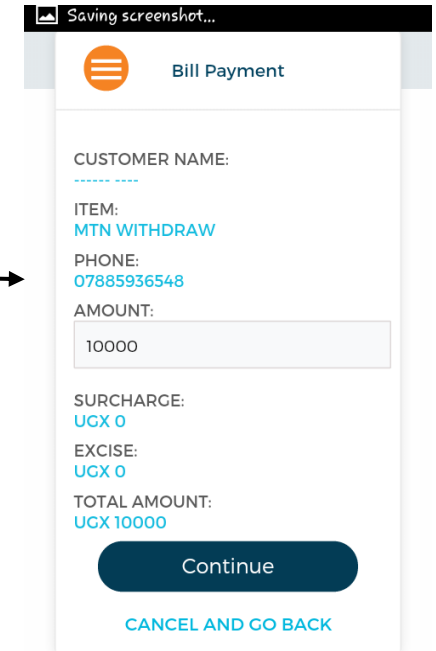 Saving screenshot...
Bill Payment
CUSTOMER NAME:
------ ----
ITEM:
MTN WITHDRAW
PHONE:
07885936548
AMOUNT:
10000
SURCHARGE:
UGX 0
EXCISE:
UGX 0
TOTAL AMOUNT:
UGX 10000
Continue
CANCEL AND GO BACK